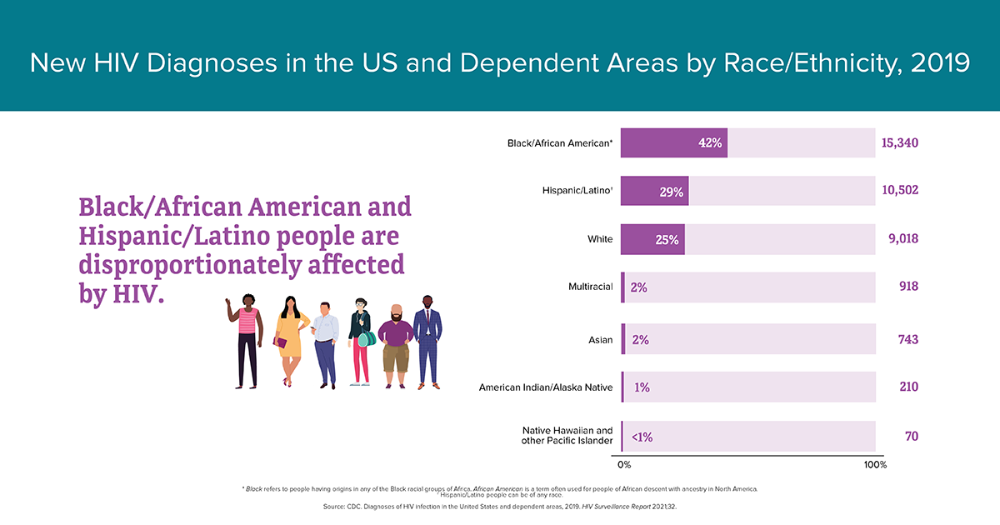 New HIV Diagnoses in the US and Dependent Areas by Race/Ethnicity, 2019
Black/African American and
Hispanic/Latino people are
disproportionately affected
by HIV.
Black/African American* 42% 15,340
Hispanic/Latino† 29% 10,502
White 25% 9,018
Multiracial 2% 918
Asian 2% 743
American Indian/Alaska Native 1% 210
Native Hawaiian and
other Pacific Islander <1% 70
0% 100%
* Black refers to people having origins in any of the Black racial groups of Africa. African American is a term often used for people of African descent with ancestry in North America.
† Hispanic/Latino people can be of any race.
Source: CDC. Diagnoses of HIV infection in the United States and dependent areas, 2019. HIV Surveillance Report 2021;32.